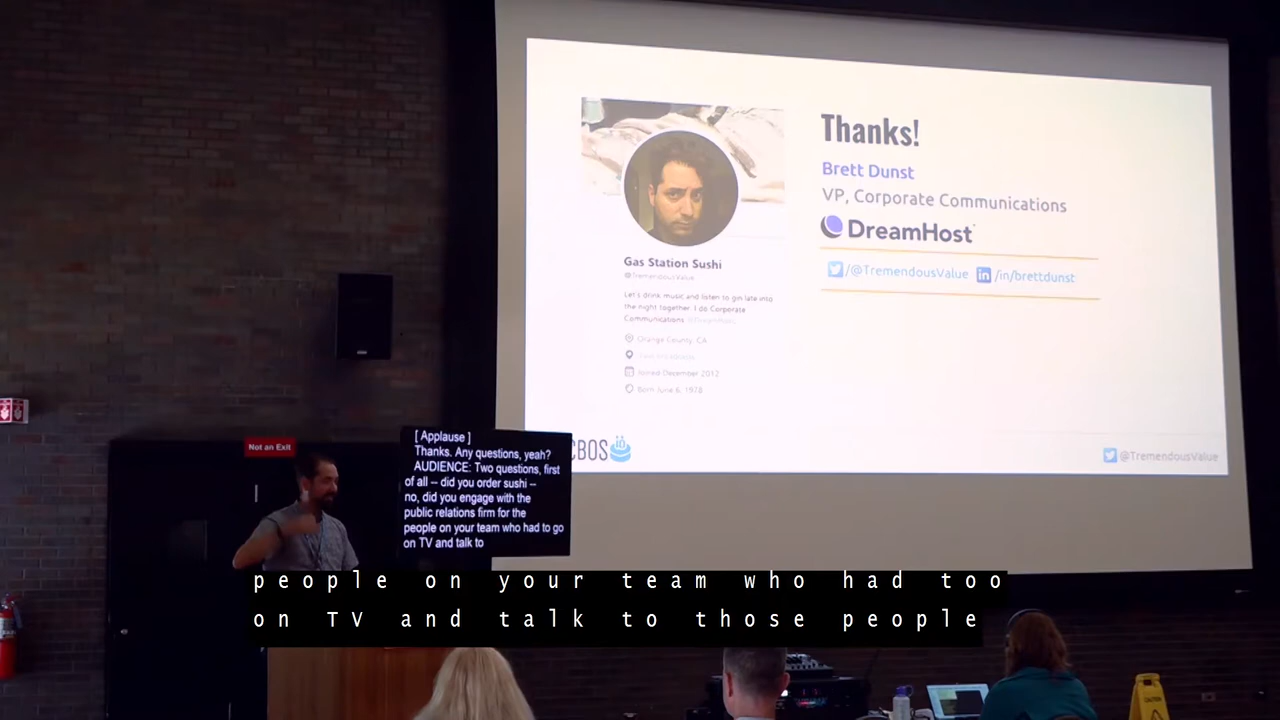 Thanks!
Brett Dunst
VP, Corporate Communications
DreamHost
/@TremendousValue in /in/brettdunst
Gas Station Sushi
@TremendousValue
Let's drink music and listen to gin late into
the night together. I do Corporate
Communications @DreamHost.
Orange County, CA
Joined December 2012
Born June 6, 1978
CBOS
@TremendousValue
Not an Exit
[ Applause ]
Thanks. Any questions, yeah?
AUDIENCE: Two questions, first
of all -- did you order sushi --
no, did you engage with the
public relations firm for the
people on your team who had to go
on TV and talk to
people on your team who had too
on TV and talk to those people
CAUTION